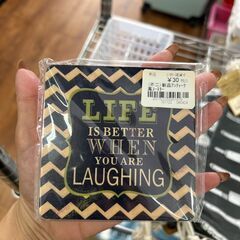 ¥30
LIFE
IS BETTER
WHEN
YOU ARE
LAUGHING